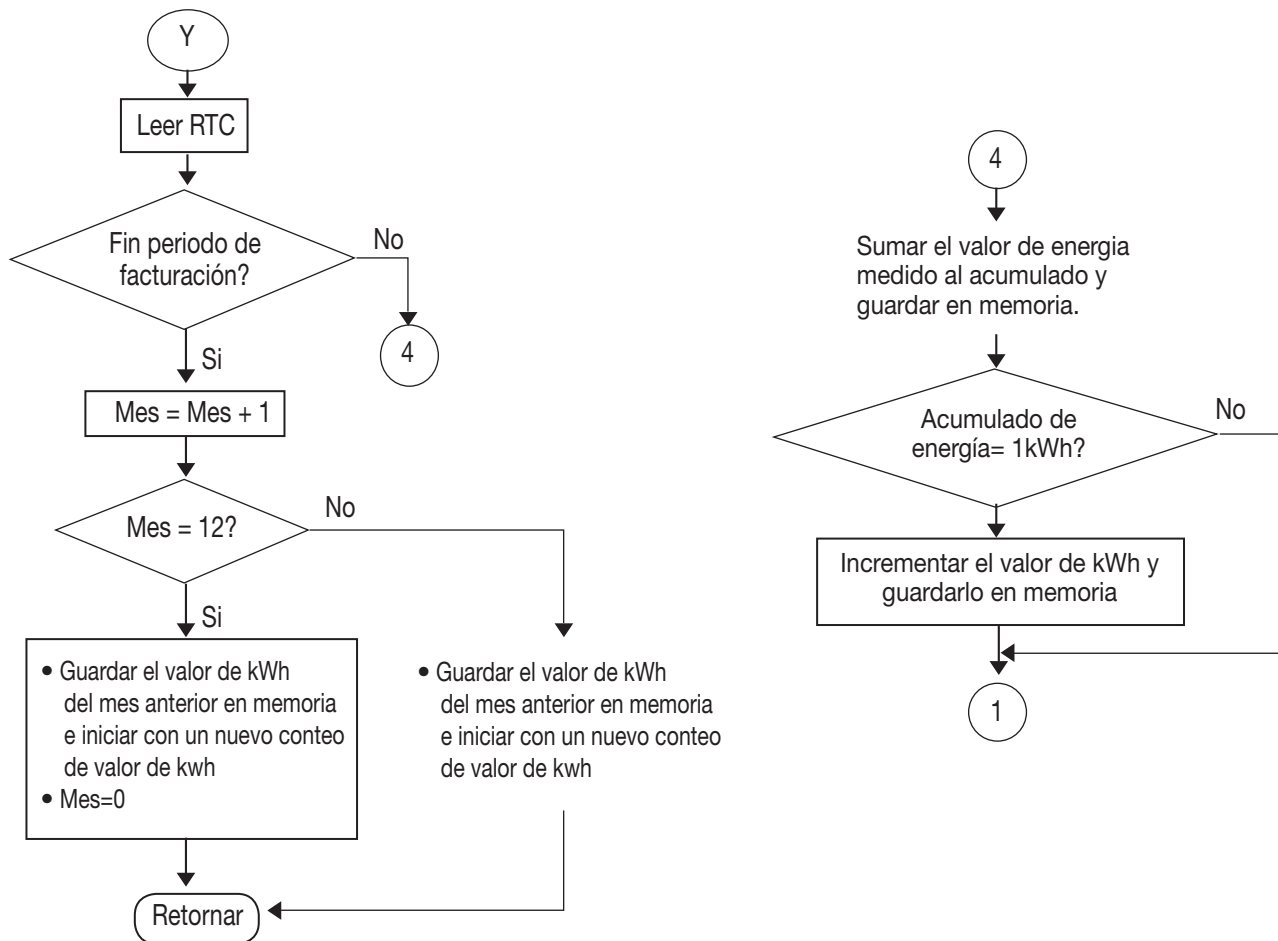 Y
Leer RTC
Fin periodo de
facturación?
No
4
Si
Mes = Mes + 1
Mes = 12?
No
Si
• Guardar el valor de kWh
del mes anterior en memoria
e iniciar con un nuevo conteo
de valor de kwh
• Mes=0
• Guardar el valor de kWh
del mes anterior en memoria
e iniciar con un nuevo conteo
de valor de kwh
Retornar
4
Sumar el valor de energia
medido al acumulado y
guardar en memoria.
Acumulado de
energía= 1kWh?
No
Incrementar el valor de kWh y
guardarlo en memoria
1